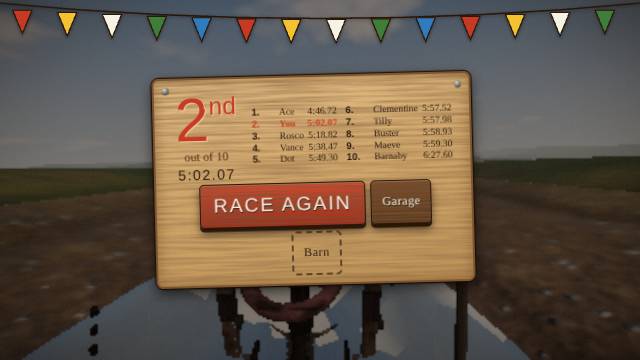 2nd
out of 10
5:02.07
1. Ace 4:46.72
2. You 5:02.07
3. Rosco 5:18.82
4. Vance 5:38.47
5. Dot 5:49.30
6. Clementine 5:57.52
7. Tilly 5:57.98
8. Buster 5:58.93
9. Maeve 5:59.30
10. Barnaby 6:27.60
RACE AGAIN
Garage
Barn